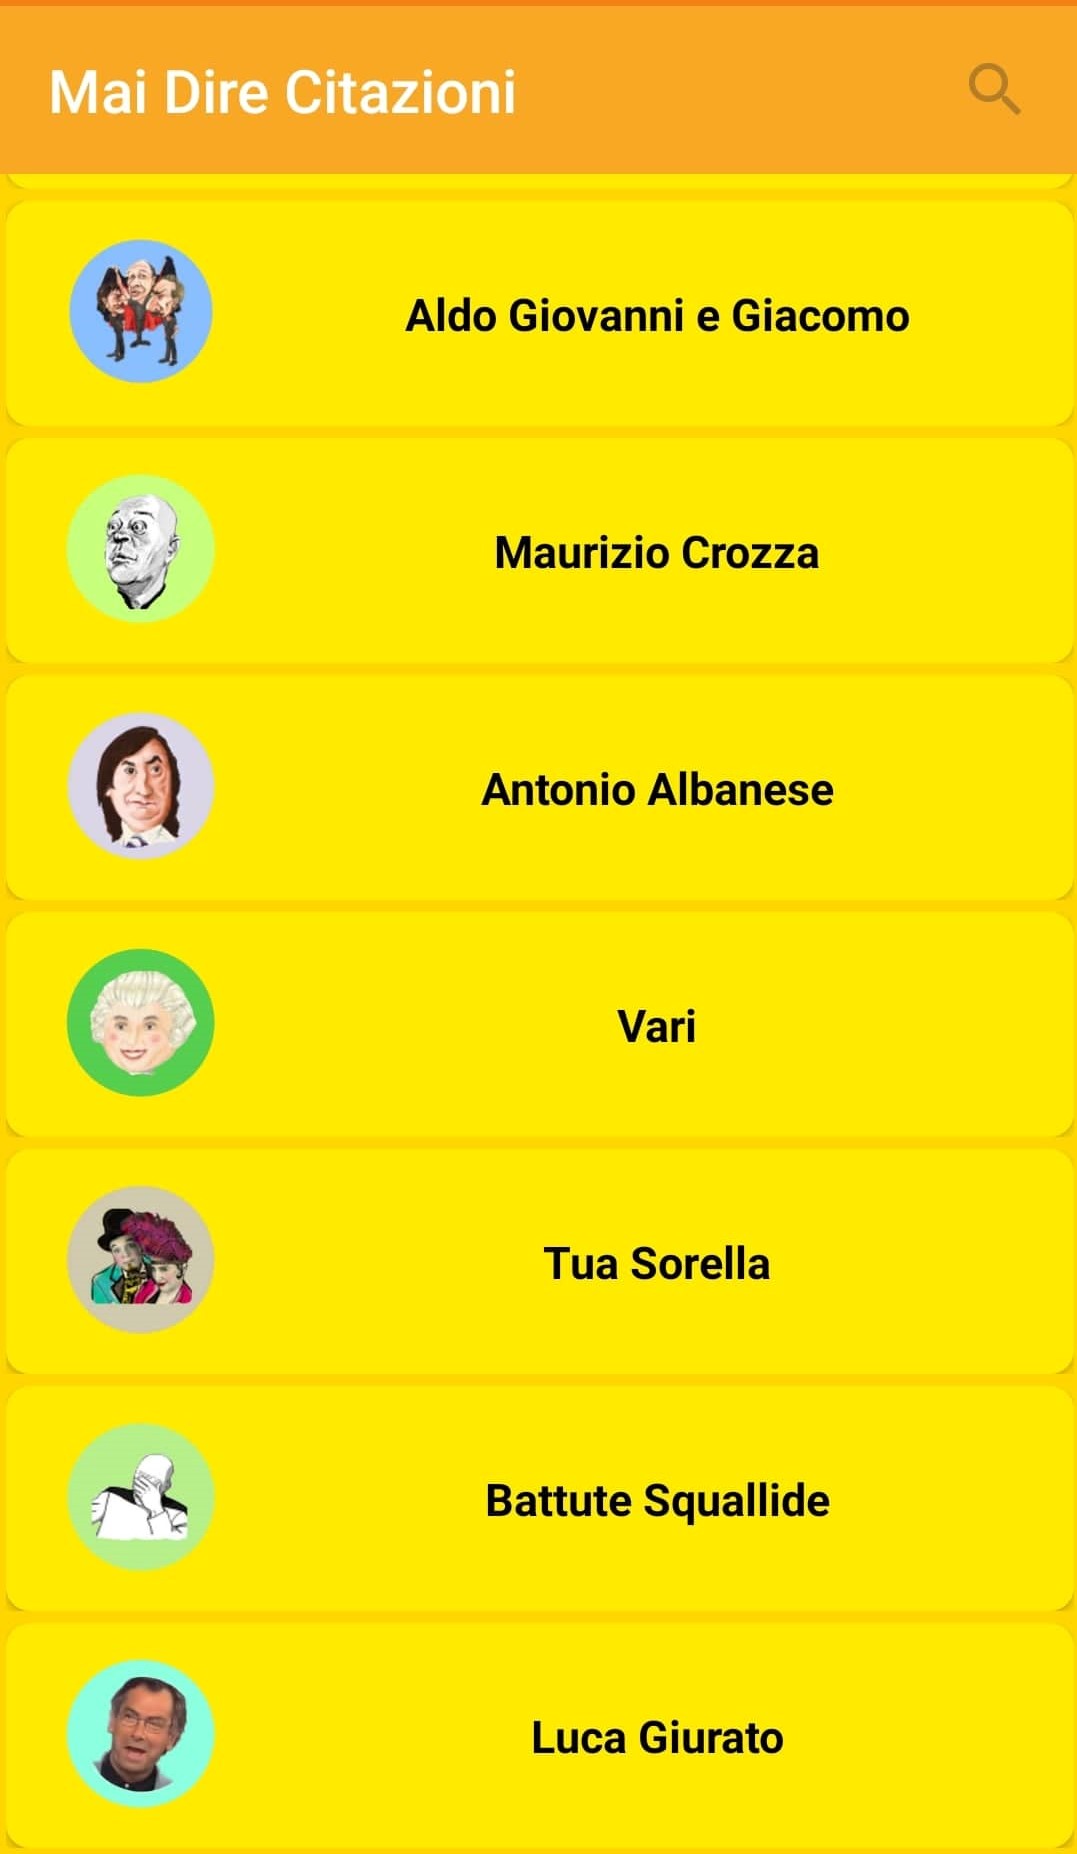 Mai Dire Citazioni
Aldo Giovanni e Giacomo
Maurizio Crozza
Antonio Albanese
Vari
Tua Sorella
Battute Squallide
Luca Giurato